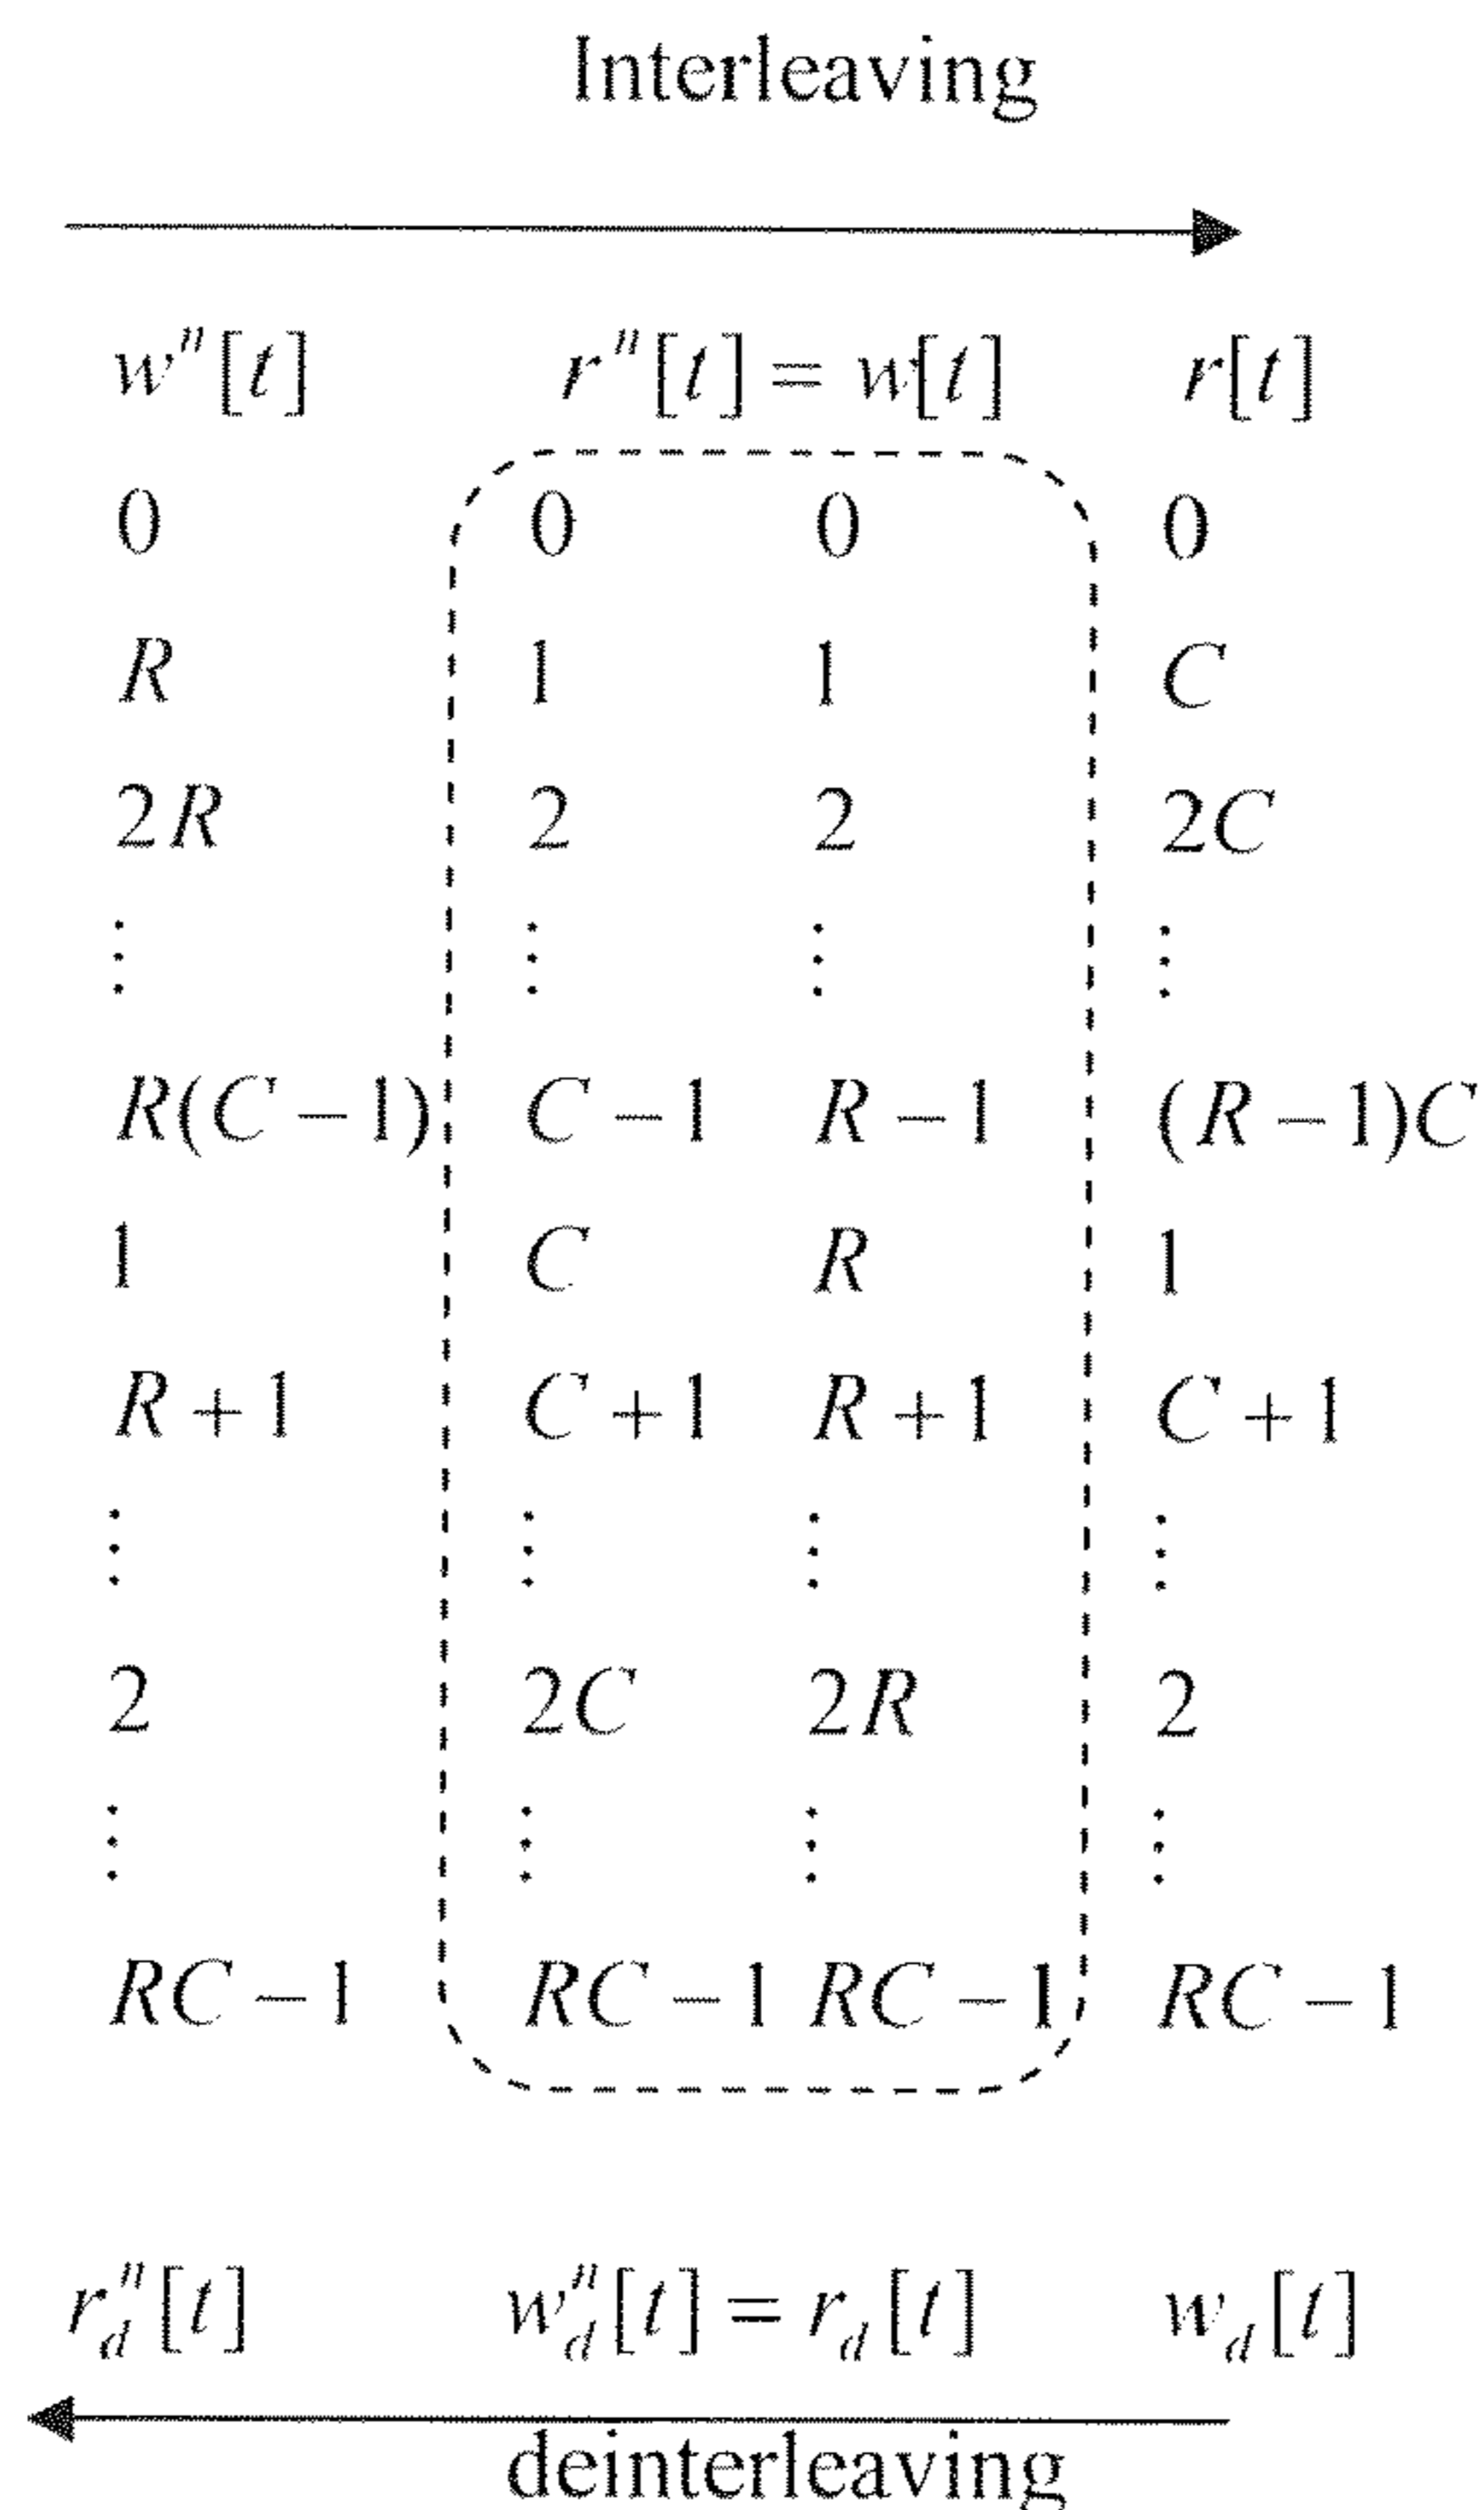 Interleaving
w″[t] r″[t] = w[t] r[t]
0 0 0 0
R 1 1 C
2R 2 2 2C
⋮ ⋮ ⋮ ⋮
R(C−1) C−1 R−1 (R−1)C
1 C R 1
R+1 C+1 R+1 C+1
⋮ ⋮ ⋮ ⋮
2 2C 2R 2
⋮ ⋮ ⋮ ⋮
RC−1 RC−1 RC−1 RC−1
r″_d[t] w″_d[t] = r_d[t] w_d[t]
deinterleaving